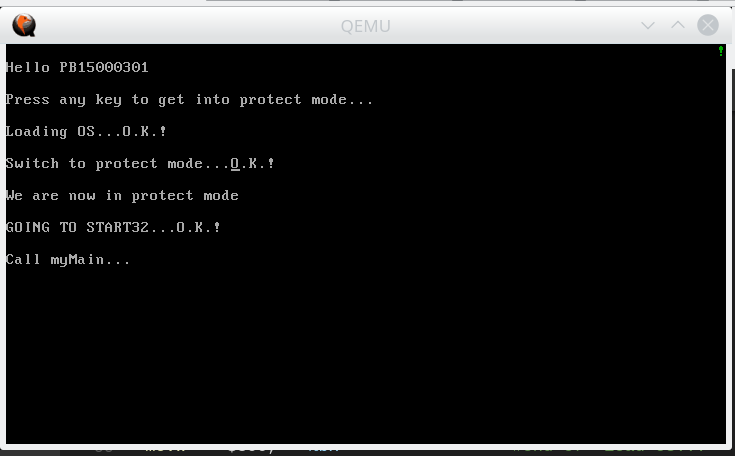 QEMU
!
Hello PB15000301
Press any key to get into protect mode...
Loading OS...O.K.!
Switch to protect mode...O.K.!
We are now in protect mode
GOING TO START32...O.K.!
Call myMain...